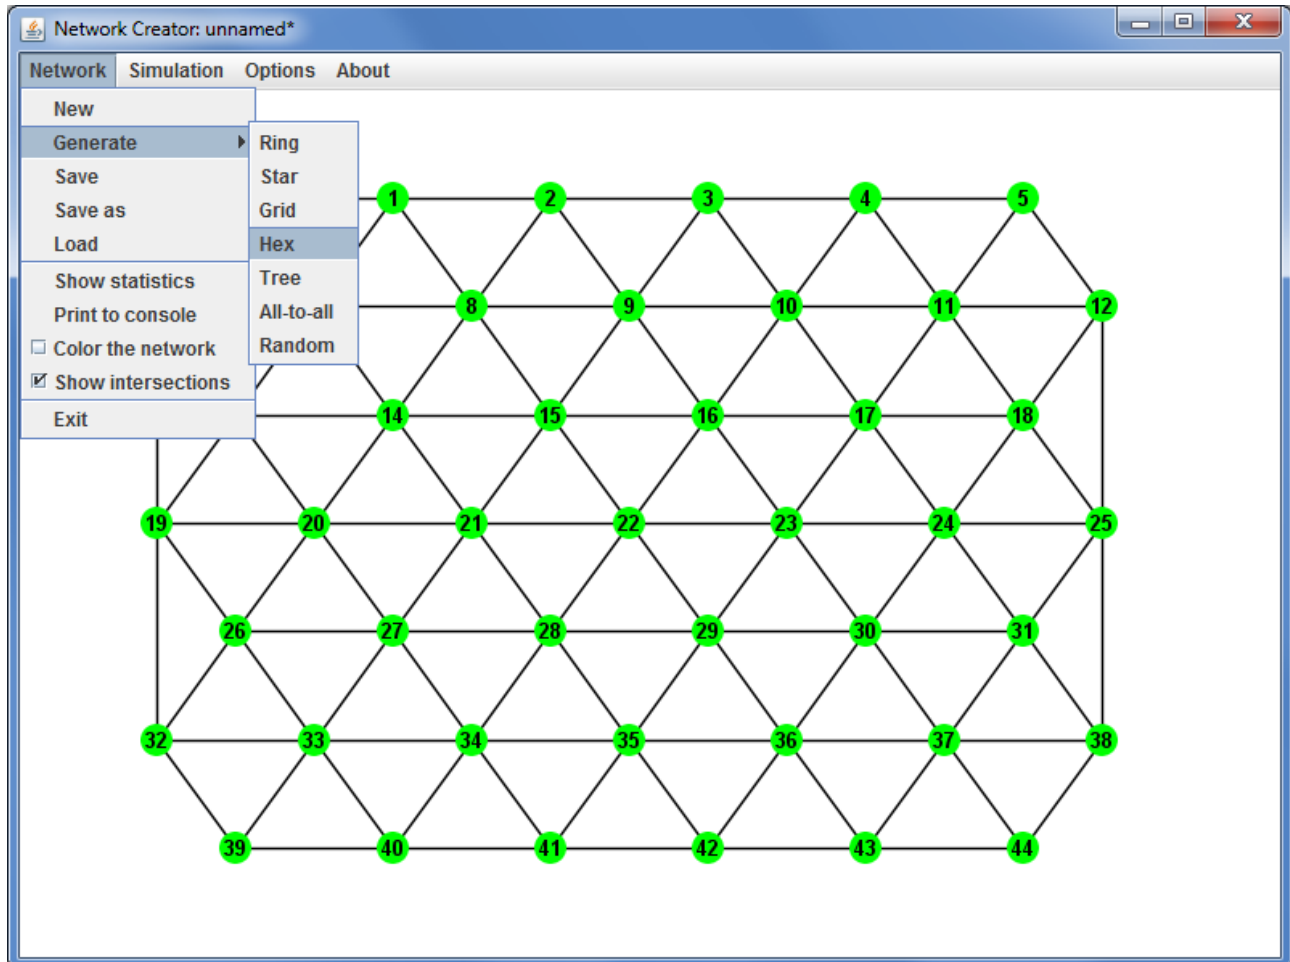 Network Creator: unnamed*
Network Simulation Options About
New
Generate
Save
Save as
Load
Show statistics
Print to console
Color the network
Show intersections
Exit
Ring
Star
Grid
Hex
Tree
All-to-all
Random
1 2 3 4 5
8 9 10 11 12
14 15 16 17 18
19 20 21 22 23 24 25
26 27 28 29 30 31
32 33 34 35 36 37 38
39 40 41 42 43 44